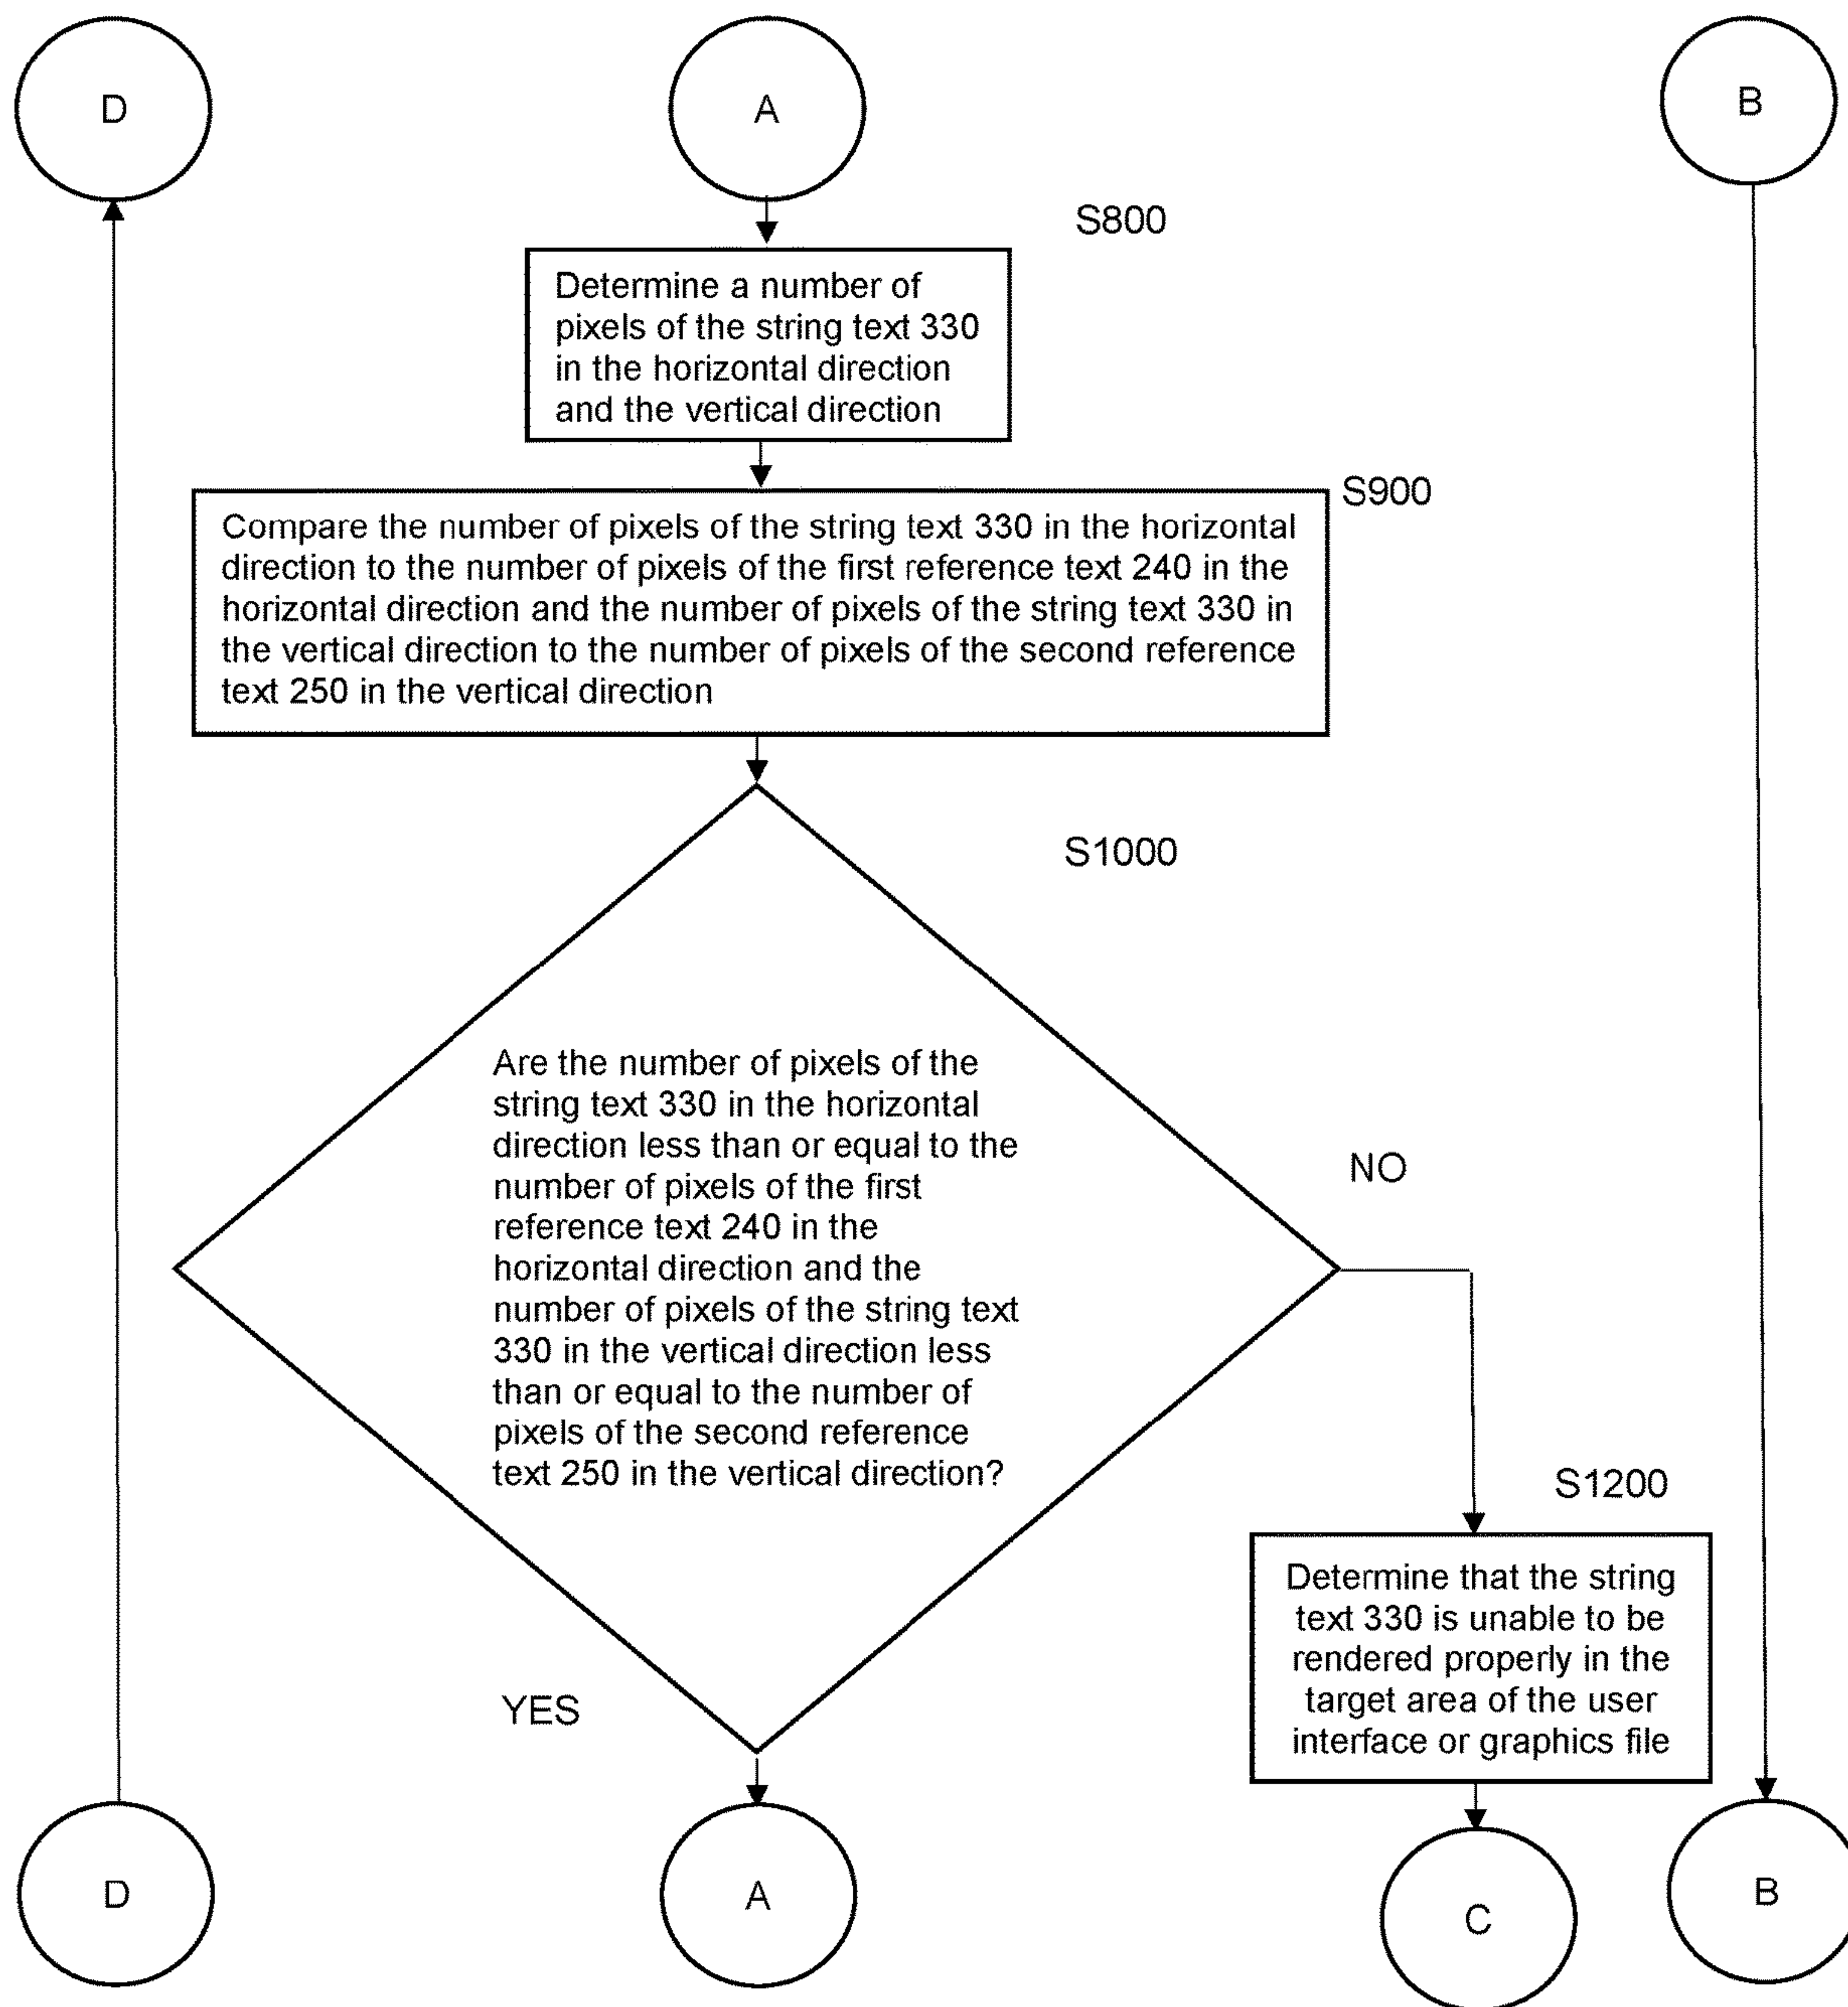 D
A
B
S800
Determine a number of
pixels of the string text 330
in the horizontal direction
and the vertical direction
S900
Compare the number of pixels of the string text 330 in the horizontal
direction to the number of pixels of the first reference text 240 in the
horizontal direction and the number of pixels of the string text 330 in
the vertical direction to the number of pixels of the second reference
text 250 in the vertical direction
S1000
Are the number of pixels of the
string text 330 in the horizontal
direction less than or equal to the
number of pixels of the first
reference text 240 in the
horizontal direction and the
number of pixels of the string text
330 in the vertical direction less
than or equal to the number of
pixels of the second reference
text 250 in the vertical direction?
NO
S1200
Determine that the string
text 330 is unable to be
rendered properly in the
target area of the user
interface or graphics file
YES
D
A
C
B